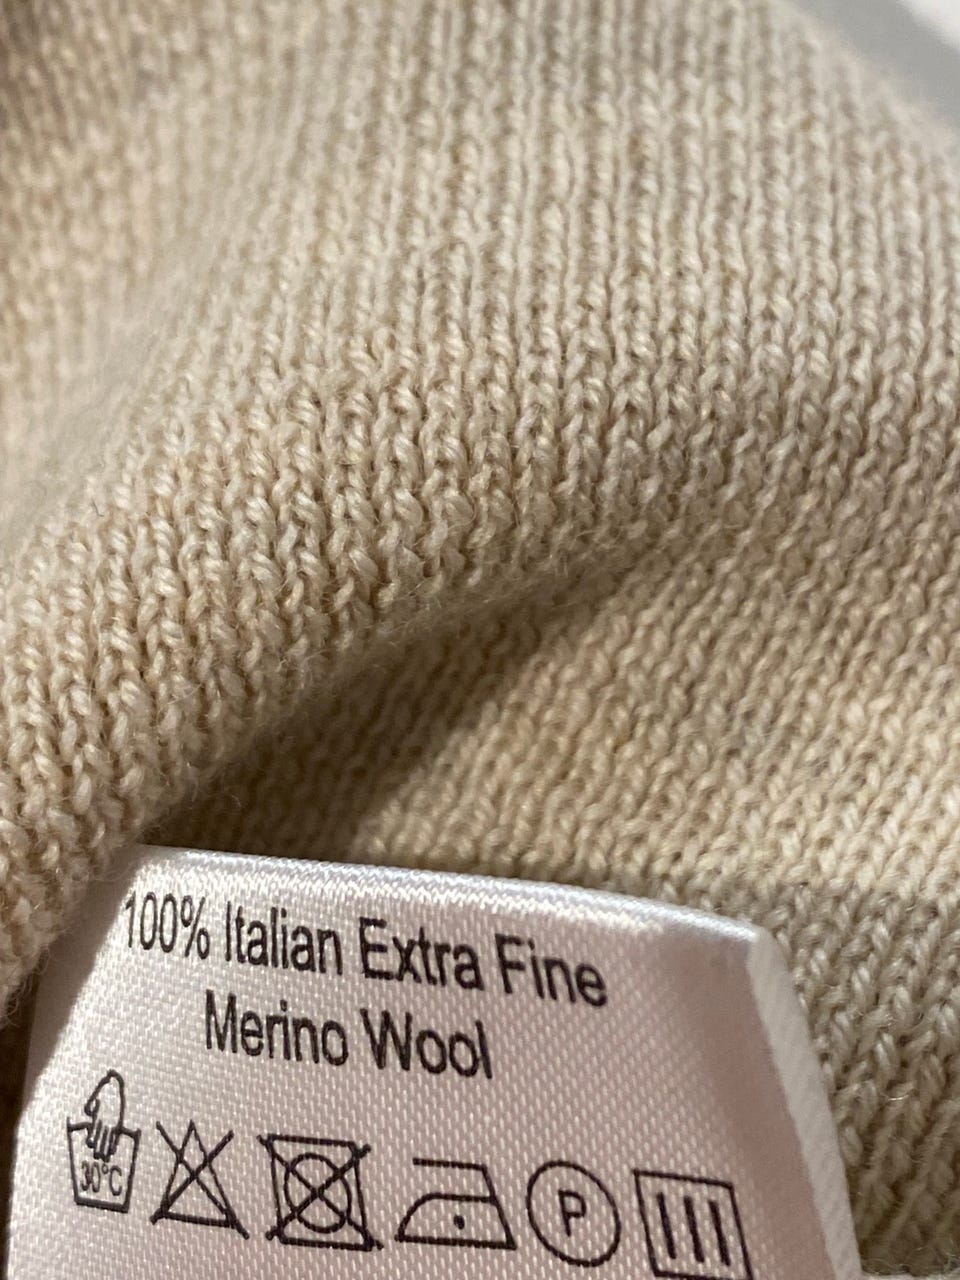 100% Italian Extra Fine
Merino Wool
30°C
P